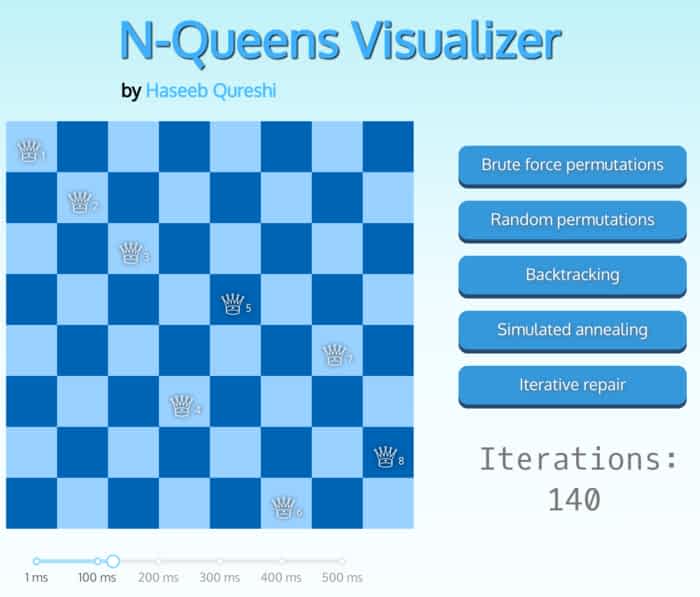 N-Queens Visualizer
by Haseeb Qureshi
1
2
3
5
7
4
8
6
Brute force permutations
Random permutations
Backtracking
Simulated annealing
Iterative repair
Iterations:
140
1 ms 100 ms 200 ms 300 ms 400 ms 500 ms